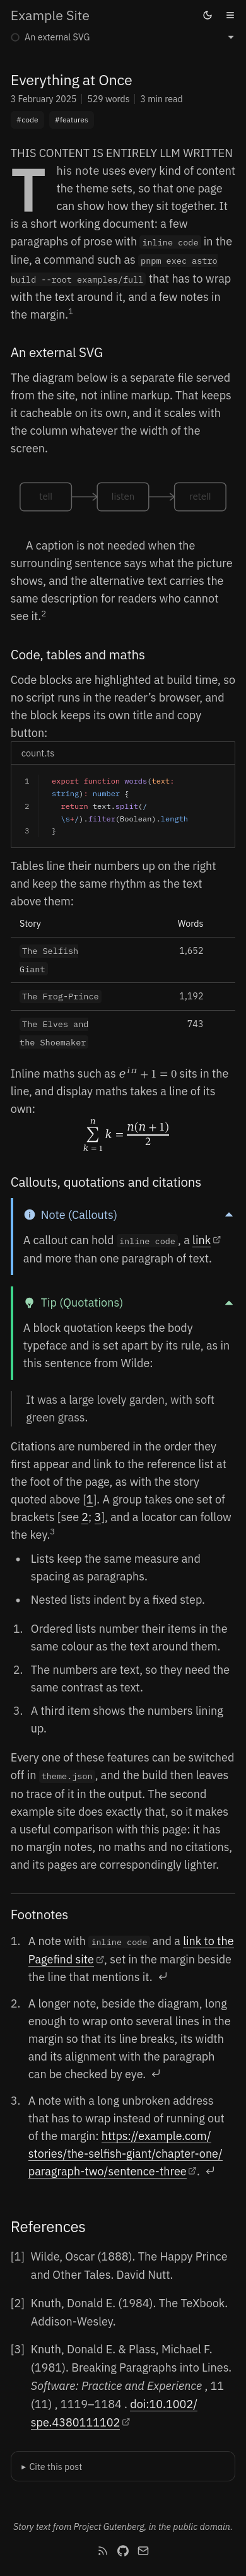 Example Site
An external SVG
Everything at Once
3 February 2025 | 529 words | 3 min read
#code #features
THIS CONTENT IS ENTIRELY LLM WRITTEN
This note uses every kind of content
the theme sets, so that one page
can show how they sit together. It
is a short working document: a few
paragraphs of prose with inline code in the
line, a command such as pnpm exec astro
build --root examples/full that has to wrap
with the text around it, and a few notes in
the margin.1
An external SVG
The diagram below is a separate file served
from the site, not inline markup. That keeps
it cacheable on its own, and it scales with
the column whatever the width of the
screen.
tell listen retell
A caption is not needed when the
surrounding sentence says what the picture
shows, and the alternative text carries the
same description for readers who cannot
see it.2
Code, tables and maths
Code blocks are highlighted at build time, so
no script runs in the reader's browser, and
the block keeps its own title and copy
button:
count.ts
1 export function words(text:
string): number {
2 return text.split(/
\s+/).filter(Boolean).length
3 }
Tables line their numbers up on the right
and keep the same rhythm as the text
above them:
Story Words
The Selfish
Giant 1,652
The Frog-Prince 1,192
The Elves and
the Shoemaker 743
Inline maths such as e^{iπ} + 1 = 0 sits in the
line, and display maths takes a line of its
own:
n
∑ k = n(n + 1)
k = 1 2
Callouts, quotations and citations
Note (Callouts)
A callout can hold inline code, a link
and more than one paragraph of text.
Tip (Quotations)
A block quotation keeps the body
typeface and is set apart by its rule, as in
this sentence from Wilde:
It was a large lovely garden, with soft
green grass.
Citations are numbered in the order they
first appear and link to the reference list at
the foot of the page, as with the story
quoted above [1]. A group takes one set of
brackets [see 2; 3], and a locator can follow
the key.3
• Lists keep the same measure and
spacing as paragraphs.
• Nested lists indent by a fixed step.
1. Ordered lists number their items in the
same colour as the text around them.
2. The numbers are text, so they need the
same contrast as text.
3. A third item shows the numbers lining
up.
Every one of these features can be switched
off in theme.json, and the build then leaves
no trace of it in the output. The second
example site does exactly that, so it makes
a useful comparison with this page: it has
no margin notes, no maths and no citations,
and its pages are correspondingly lighter.
Footnotes
1. A note with inline code and a link to the
Pagefind site, set in the margin beside
the line that mentions it. ↵
2. A longer note, beside the diagram, long
enough to wrap onto several lines in the
margin so that its line breaks, its width
and its alignment with the paragraph
can be checked by eye. ↵
3. A note with a long unbroken address
that has to wrap instead of running out
of the margin: https://example.com/
stories/the-selfish-giant/chapter-one/
paragraph-two/sentence-three. ↵
References
[1] Wilde, Oscar (1888). The Happy Prince
and Other Tales. David Nutt.
[2] Knuth, Donald E. (1984). The TeXbook.
Addison-Wesley.
[3] Knuth, Donald E. & Plass, Michael F.
(1981). Breaking Paragraphs into Lines.
Software: Practice and Experience , 11
(11) , 1119–1184 . doi:10.1002/
spe.4380111102
▸ Cite this post
Story text from Project Gutenberg, in the public domain.